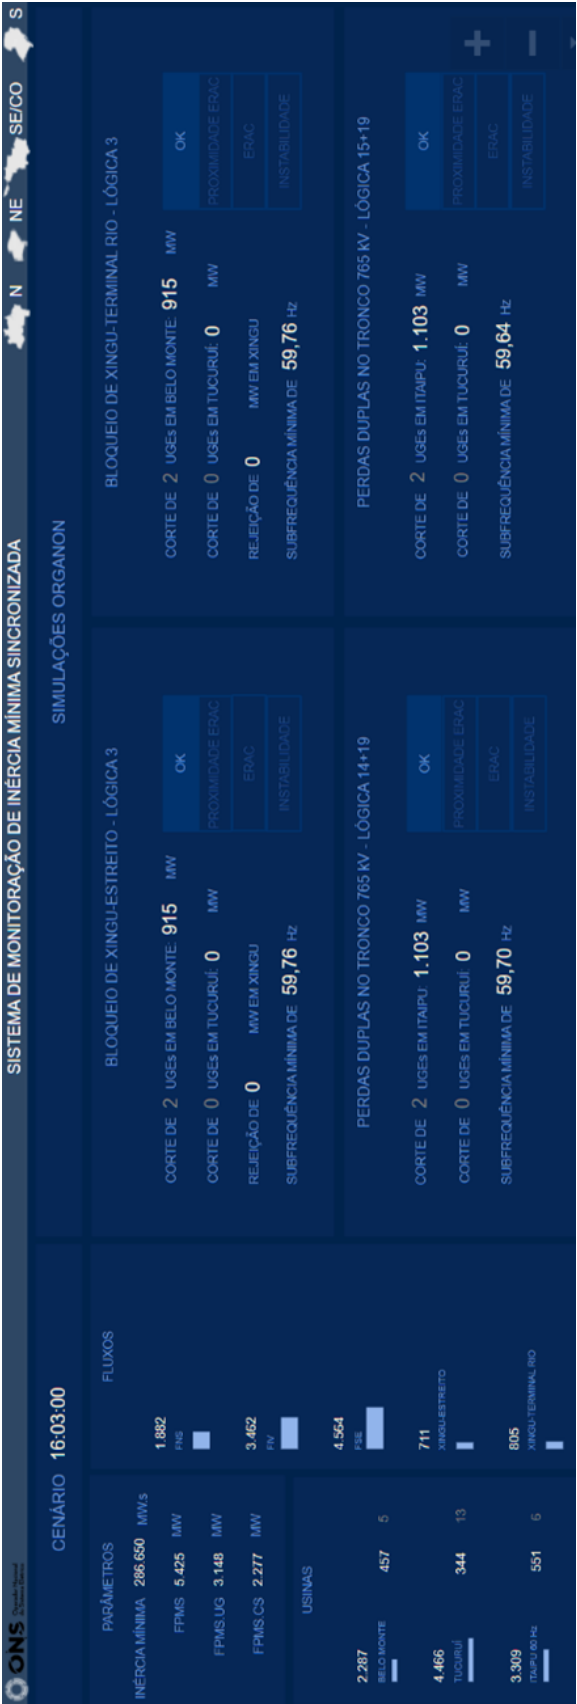 ONS Operador Nacional do Sistema Elétrico
SISTEMA DE MONITORAÇÃO DE INÉRCIA MÍNIMA SINCRONIZADA
N NE SE/CO S
CENÁRIO 16:03:00
SIMULAÇÕES ORGANON
PARÂMETROS
INÉRCIA MÍNIMA 286.650 MW.s
FPMS 5.425 MW
FPMS.UG 3.148 MW
FPMS.CS 2.277 MW
USINAS
2.287
BELO MONTE
457 5
4.466
TUCURUÍ
344 13
3.309
ITAIPU 60 Hz
551 6
FLUXOS
1.882
FNS
3.462
FIV
4.564
FSE
711
XINGU-ESTREITO
805
XINGU-TERMINAL RIO
BLOQUEIO DE XINGU-ESTREITO - LÓGICA 3
CORTE DE 2 UGEs EM BELO MONTE: 915 MW
CORTE DE 0 UGEs EM TUCURUÍ: 0 MW
REJEIÇÃO DE 0 MW EM XINGU
SUBFREQUÊNCIA MÍNIMA DE 59,76 Hz
OK
PROXIMIDADE ERAC
ERAC
INSTABILIDADE
BLOQUEIO DE XINGU-TERMINAL RIO - LÓGICA 3
CORTE DE 2 UGEs EM BELO MONTE: 915 MW
CORTE DE 0 UGEs EM TUCURUÍ: 0 MW
REJEIÇÃO DE 0 MW EM XINGU
SUBFREQUÊNCIA MÍNIMA DE 59,76 Hz
OK
PROXIMIDADE ERAC
ERAC
INSTABILIDADE
PERDAS DUPLAS NO TRONCO 765 kV - LÓGICA 14+19
CORTE DE 2 UGEs EM ITAIPU: 1.103 MW
CORTE DE 0 UGEs EM TUCURUÍ: 0 MW
SUBFREQUÊNCIA MÍNIMA DE 59,70 Hz
OK
PROXIMIDADE ERAC
ERAC
INSTABILIDADE
PERDAS DUPLAS NO TRONCO 765 kV - LÓGICA 15+19
CORTE DE 2 UGEs EM ITAIPU: 1.103 MW
CORTE DE 0 UGEs EM TUCURUÍ: 0 MW
SUBFREQUÊNCIA MÍNIMA DE 59,64 Hz
OK
PROXIMIDADE ERAC
ERAC
INSTABILIDADE